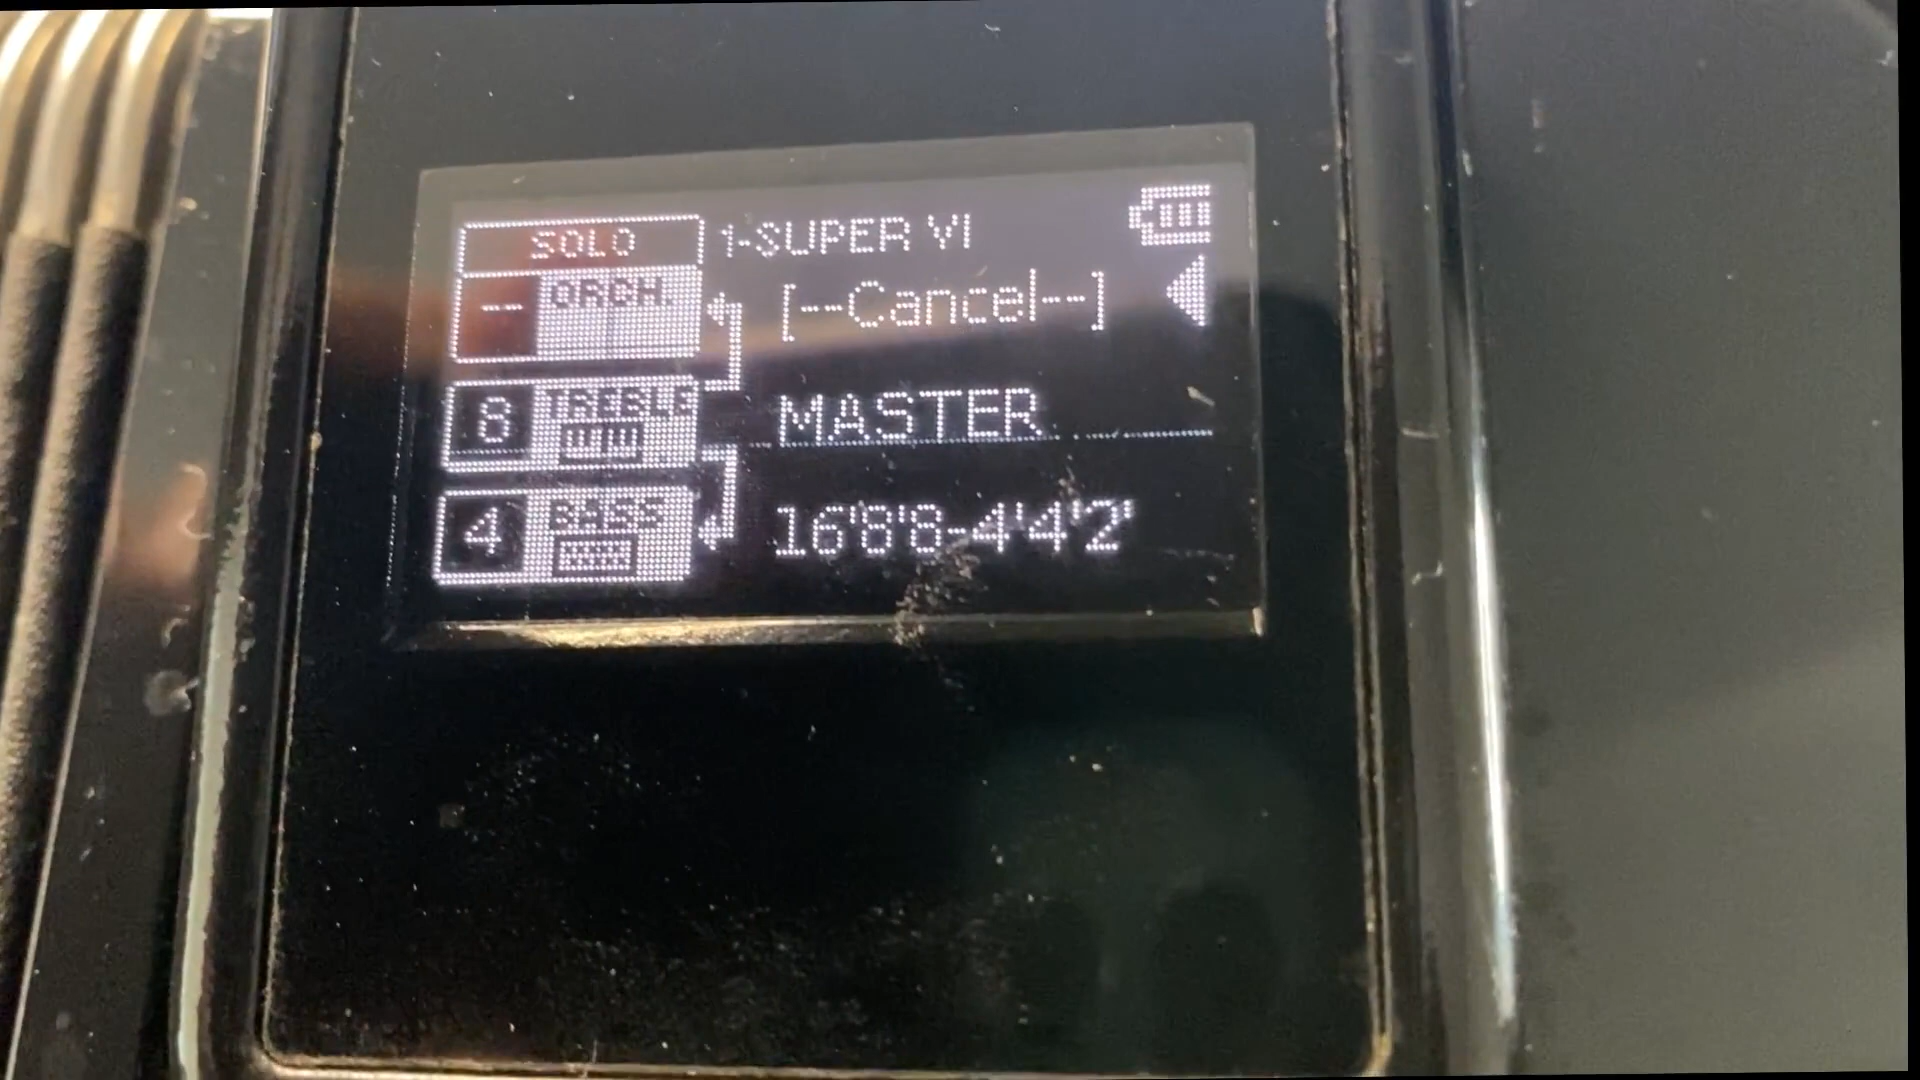 SOLO 1-SUPER VI
-- ORCH. [--Cancel--]
8 TREBLE MASTER
4 BASS 16'8'8-4'4'2'